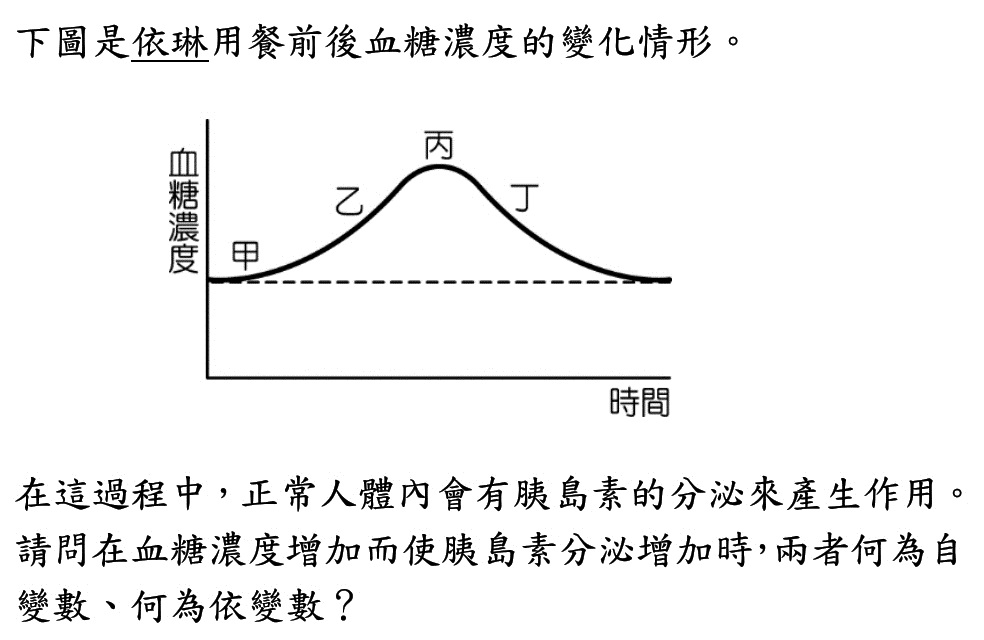 下圖是依琳用餐前後血糖濃度的變化情形。
丙
乙
丁
甲
血糖濃度
時間
在這過程中，正常人體內會有胰島素的分泌來產生作用。
請問在血糖濃度增加而使胰島素分泌增加時，兩者何為自
變數、何為依變數？